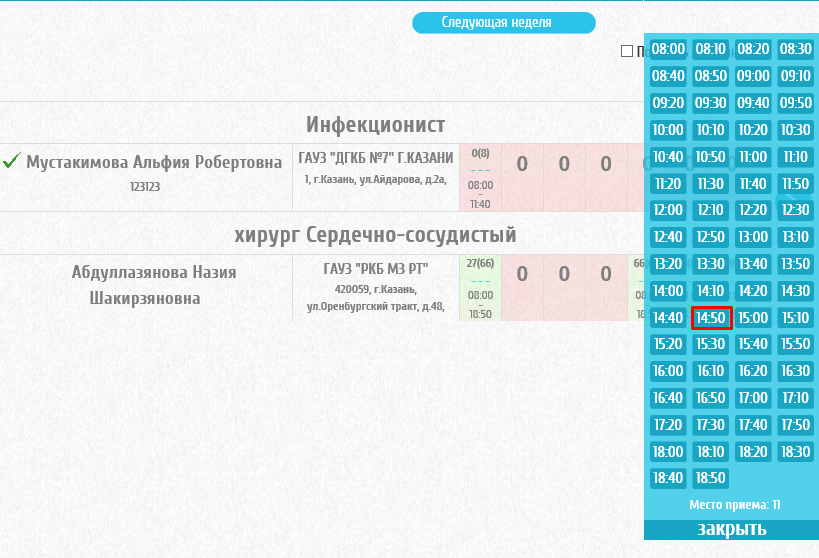 Следующая неделя
Инфекционист
Мустакимова Альфия Робертовна
123123
ГАУЗ "ДГКБ №7" Г.КАЗАНИ
1, г.Казань, ул.Айдарова, д.2а,
0(8)
---
08:00
-
11:40
0 0 0
хирург Сердечно-сосудистый
Абдуллазянова Назия
Шакирзяновна
ГАУЗ "РКБ МЗ РТ"
420059, г.Казань,
ул.Оренбургский тракт, д.48,
27(66)
---
08:00
-
18:50
0 0 0
08:00 08:10 08:20 08:30
08:40 08:50 09:00 09:10
09:20 09:30 09:40 09:50
10:00 10:10 10:20 10:30
10:40 10:50 11:00 11:10
11:20 11:30 11:40 11:50
12:00 12:10 12:20 12:30
12:40 12:50 13:00 13:10
13:20 13:30 13:40 13:50
14:00 14:10 14:20 14:30
14:40 14:50 15:00 15:10
15:20 15:30 15:40 15:50
16:00 16:10 16:20 16:30
16:40 16:50 17:00 17:10
17:20 17:30 17:40 17:50
18:00 18:10 18:20 18:30
18:40 18:50
Место приема: 11
закрыть